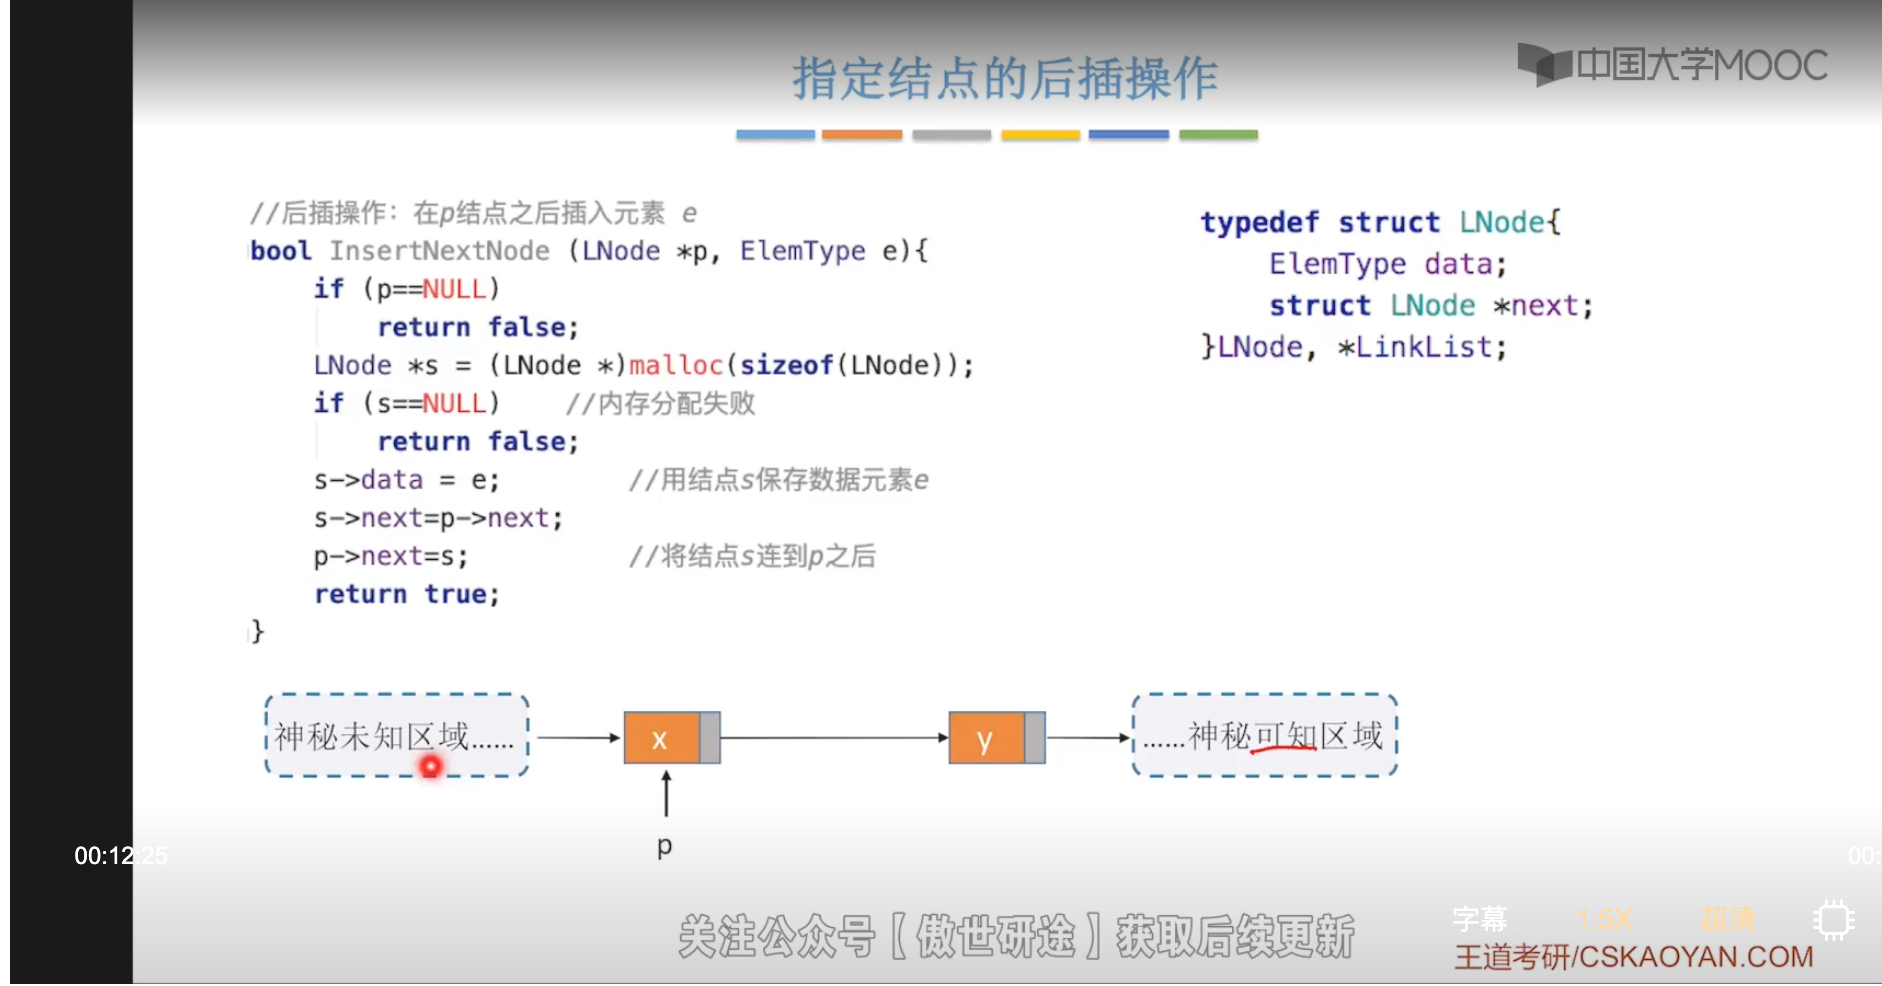 指定结点的后插操作
中国大学MOOC
//后插操作：在p结点之后插入元素 e
bool InsertNextNode (LNode *p, ElemType e){
if (p==NULL)
return false;
LNode *s = (LNode *)malloc(sizeof(LNode));
if (s==NULL) //内存分配失败
return false;
s->data = e; //用结点s保存数据元素e
s->next=p->next;
p->next=s; //将结点s连到p之后
return true;
}
typedef struct LNode{
ElemType data;
struct LNode *next;
}LNode, *LinkList;
神秘未知区域......
x
y
......神秘可知区域
p
00:12:25
00:
关注公众号【傲世研途】获取后续更新
字幕 1.5X 超清
王道考研/CSKAOYAN.COM